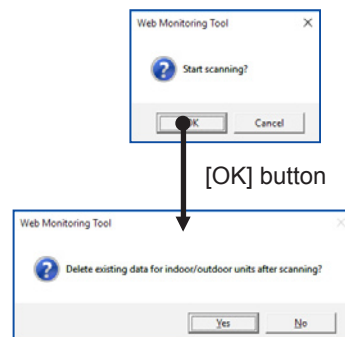 Web Monitoring Tool
Start scanning?
Cancel
[OK] button
Web Monitoring Tool
Delete existing data for indoor/outdoor units after scanning?
Yes No